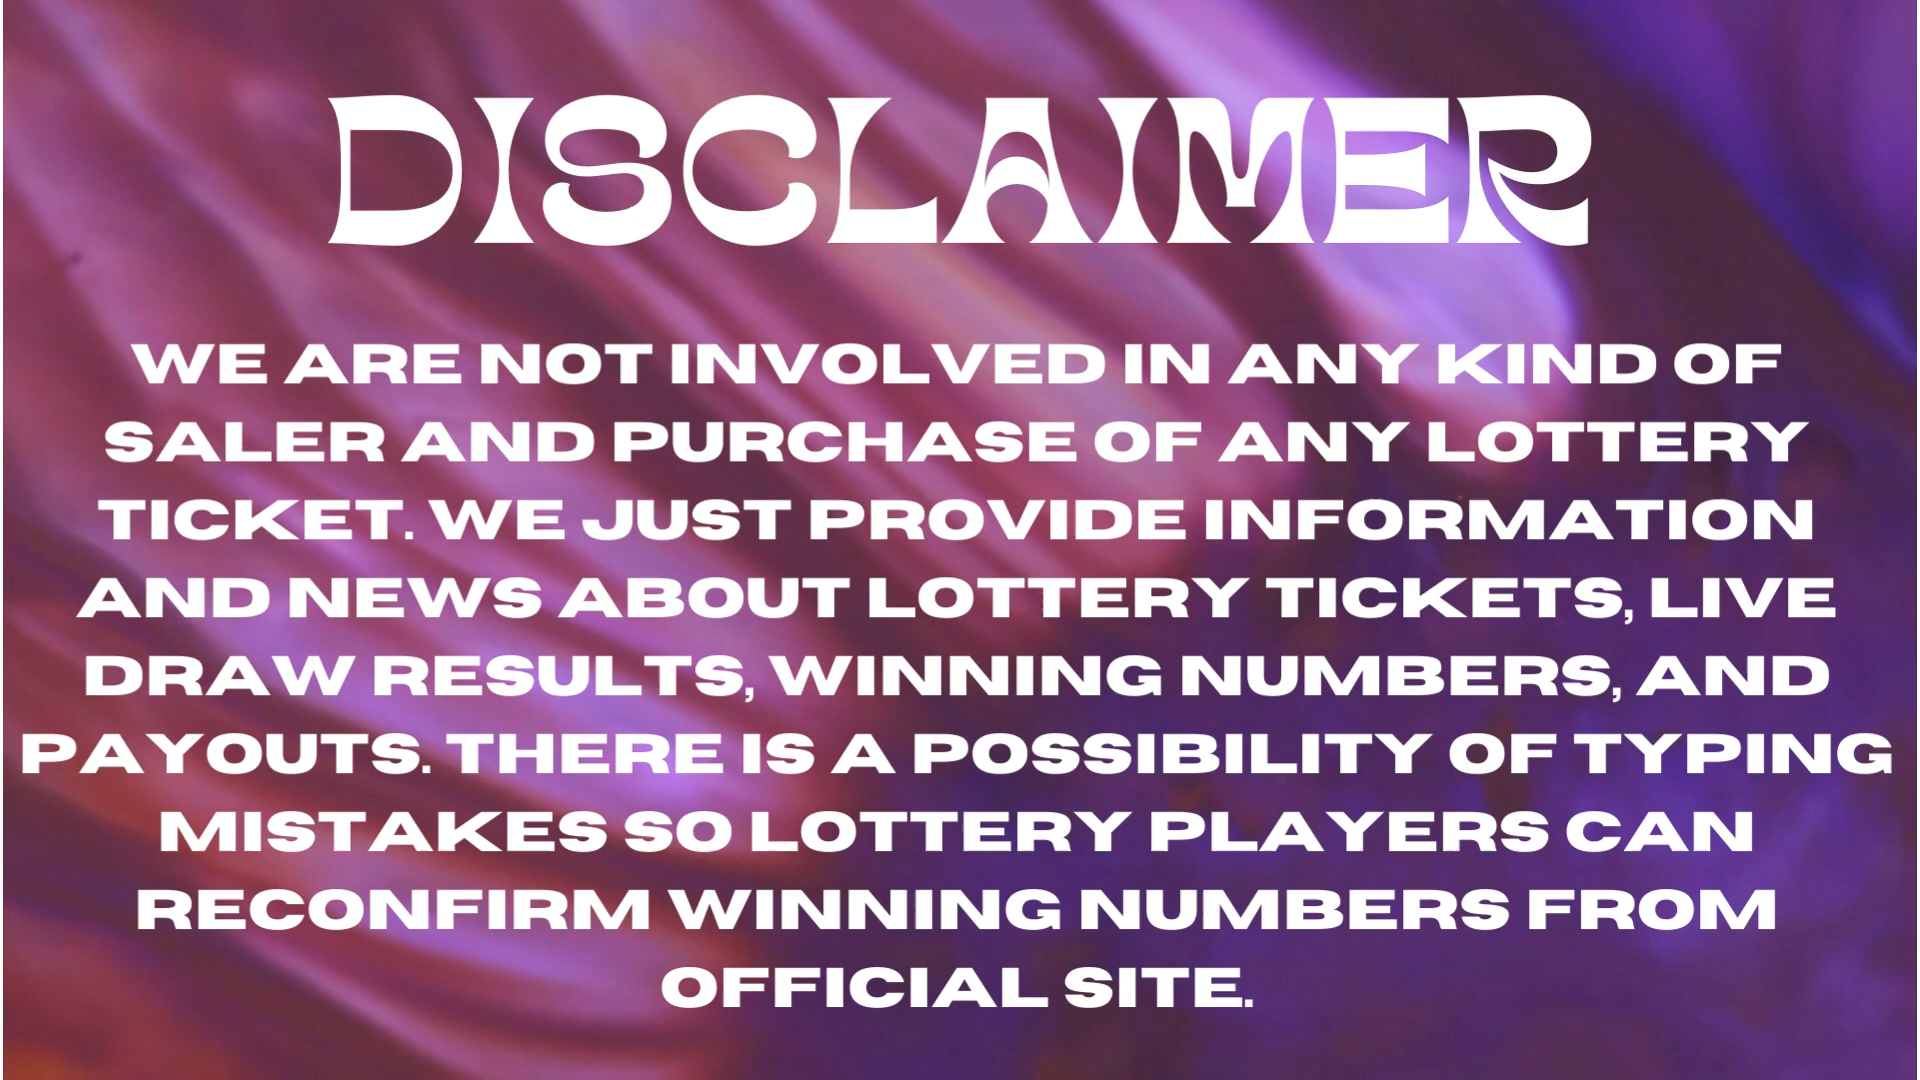 DISCLAIMER
WE ARE NOT INVOLVED IN ANY KIND OF
SALER AND PURCHASE OF ANY LOTTERY
TICKET. WE JUST PROVIDE INFORMATION
AND NEWS ABOUT LOTTERY TICKETS, LIVE
DRAW RESULTS, WINNING NUMBERS, AND
PAYOUTS. THERE IS A POSSIBILITY OF TYPING
MISTAKES SO LOTTERY PLAYERS CAN
RECONFIRM WINNING NUMBERS FROM
OFFICIAL SITE.